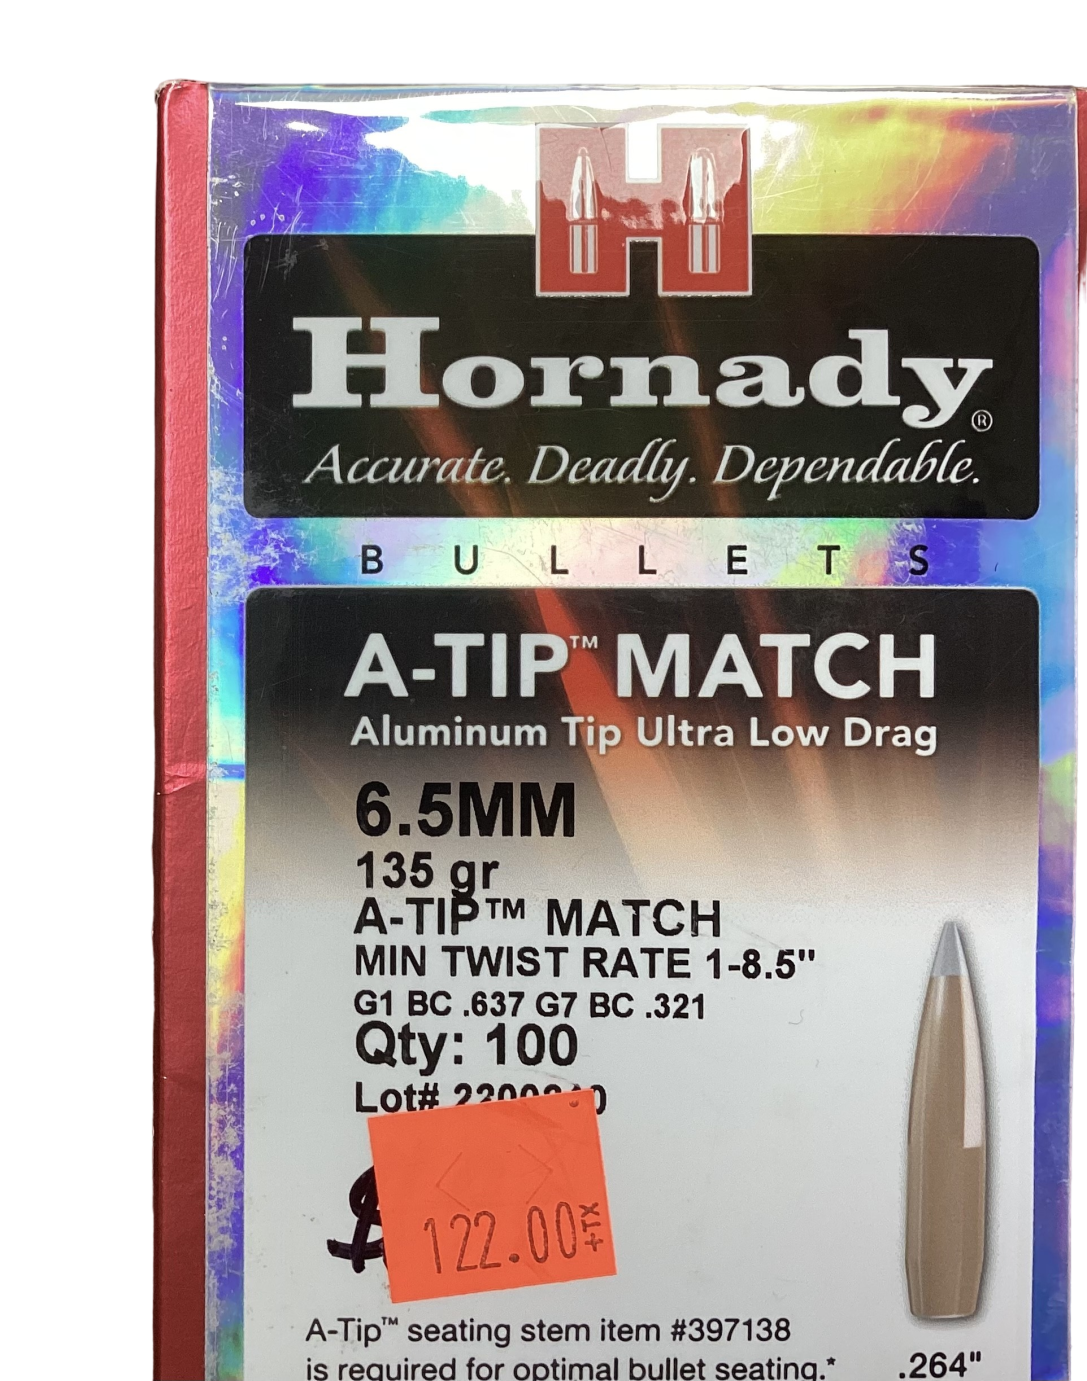 Hornady®
Accurate. Deadly. Dependable.
BULLETS
A-TIP™ MATCH
Aluminum Tip Ultra Low Drag
6.5MM
135 gr
A-TIP™ MATCH
MIN TWIST RATE 1-8.5"
G1 BC .637 G7 BC .321
Qty: 100
Lot#
$
122.00+TX
A-Tip™ seating stem item #397138
is required for optimal bullet seating.*
.264"